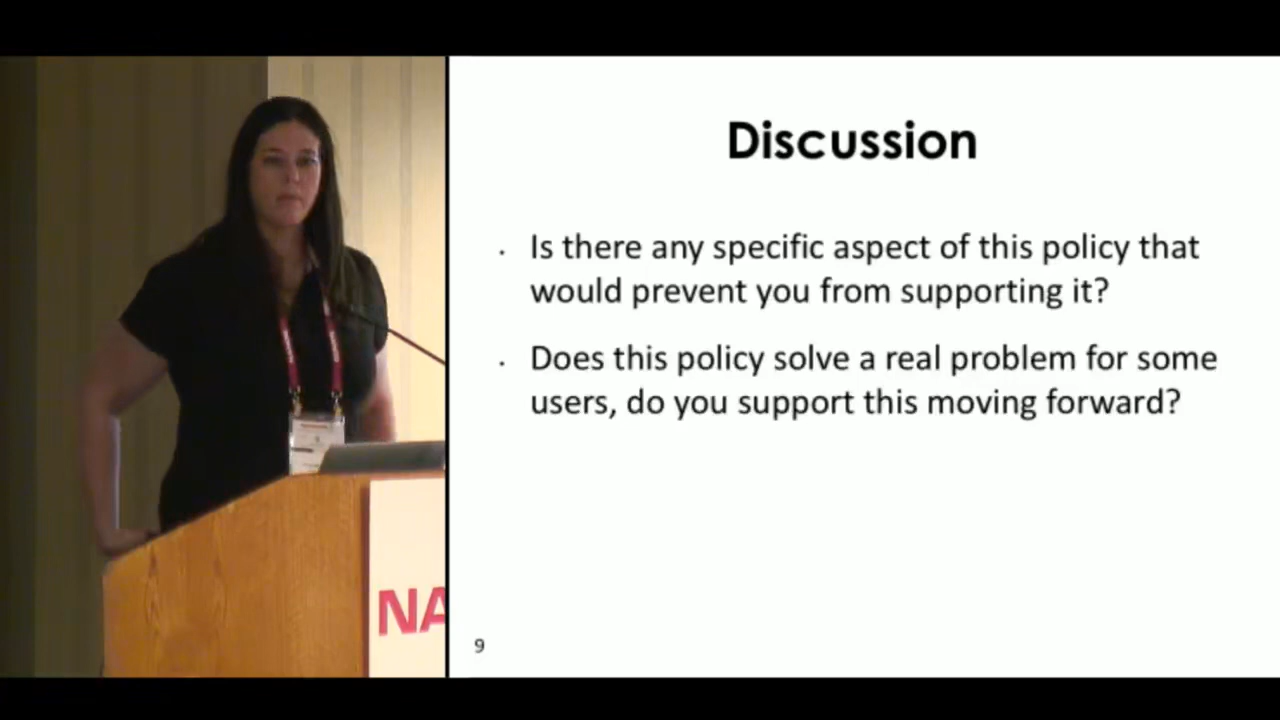 Discussion
· Is there any specific aspect of this policy that
would prevent you from supporting it?
· Does this policy solve a real problem for some
users, do you support this moving forward?
9
NA